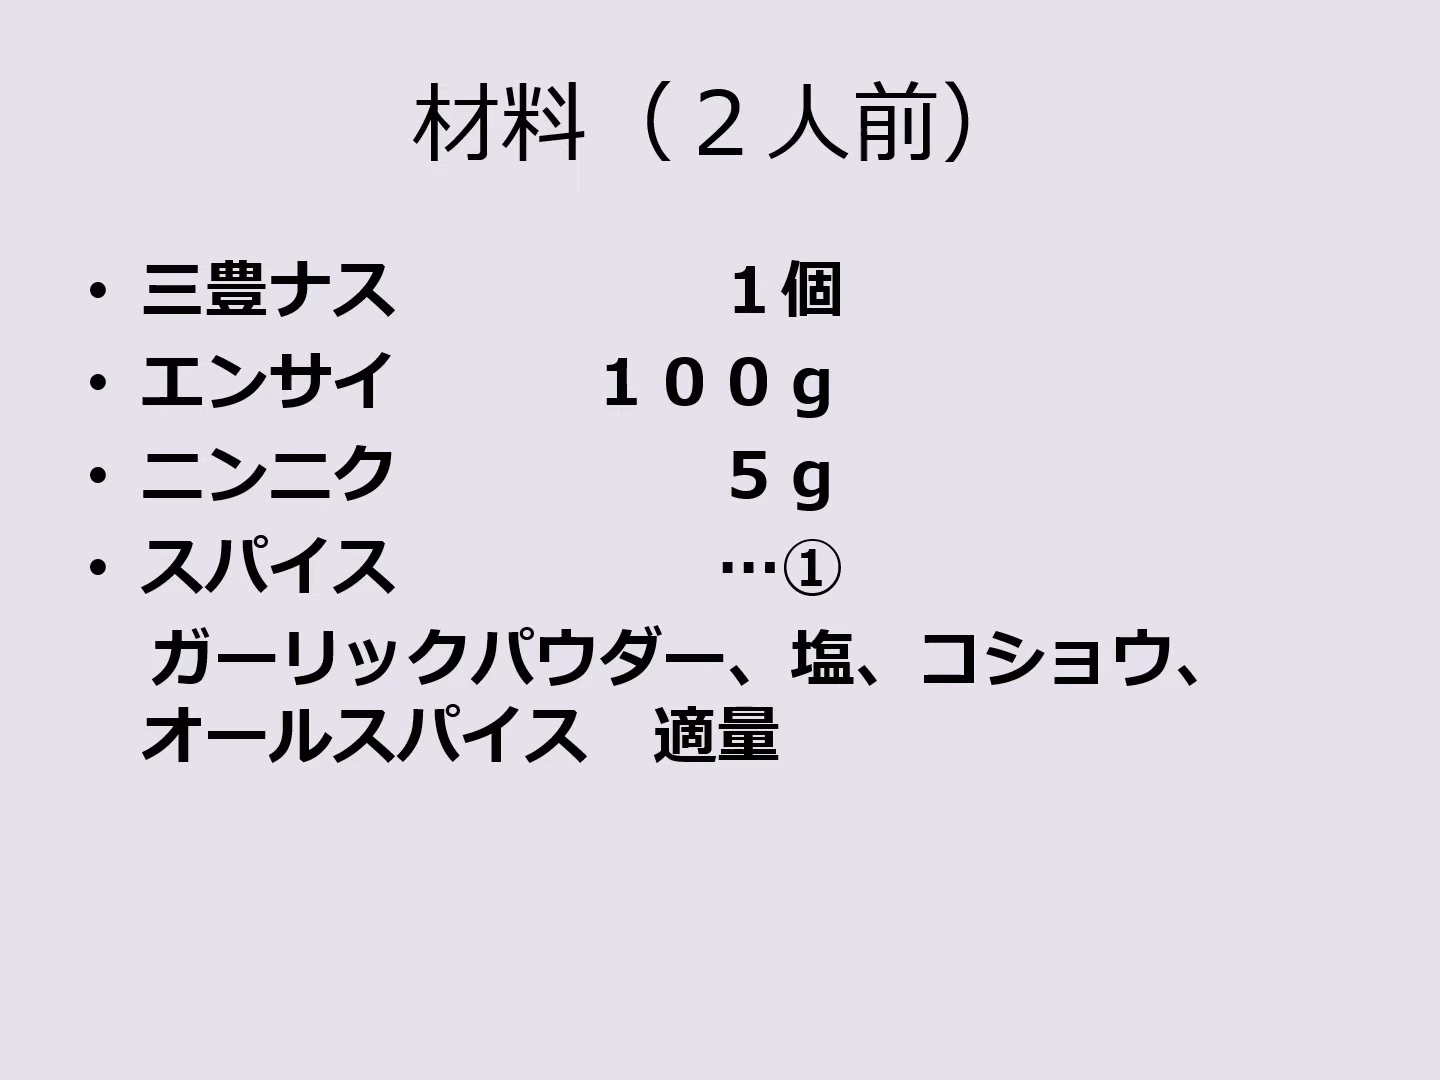 材料（２人前）
・三豊ナス　　　　　１個
・エンサイ　　　１００ｇ
・ニンニク　　　　　５ｇ
・スパイス　　　　　…①
ガーリックパウダー、塩、コショウ、
オールスパイス　適量